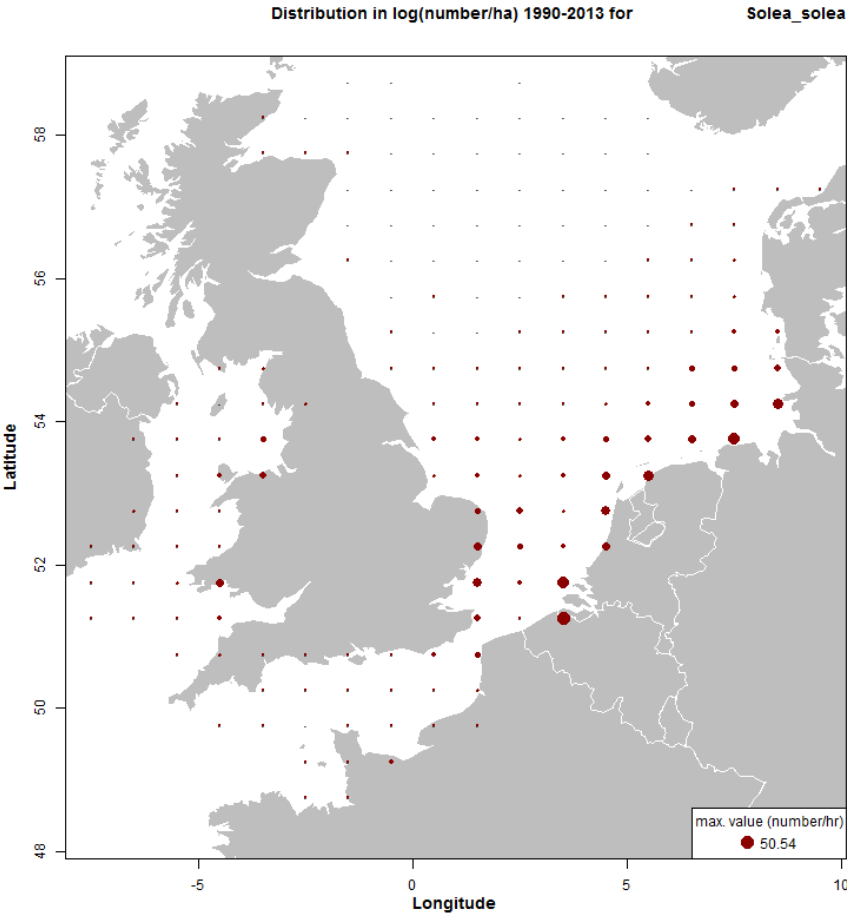 Distribution in log(number/ha) 1990-2013 for Solea_solea
58
56
54
52
50
48
Latitude
max. value (number/hr)
50.54
-5 0 5 10
Longitude